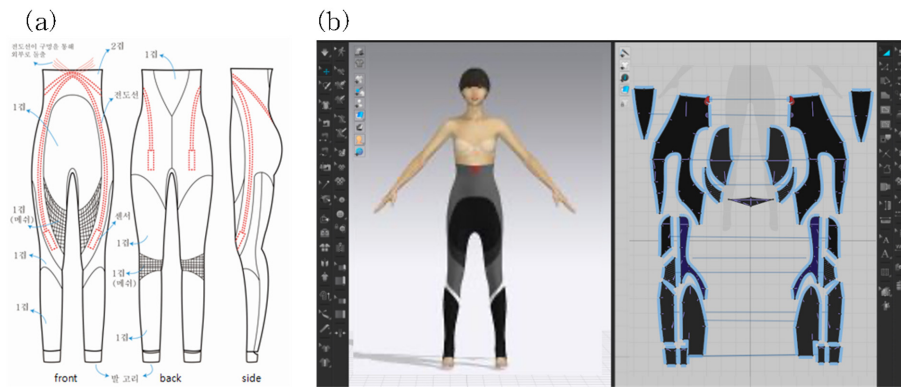 (a)
(b)
전도선이 구멍을 통해
외부로 돌출
2겹
1겹
1겹
전도선
1겹
(메쉬)
센서
1겹
1겹
1겹
1겹
(메쉬)
1겹
front
발 고리
back
side